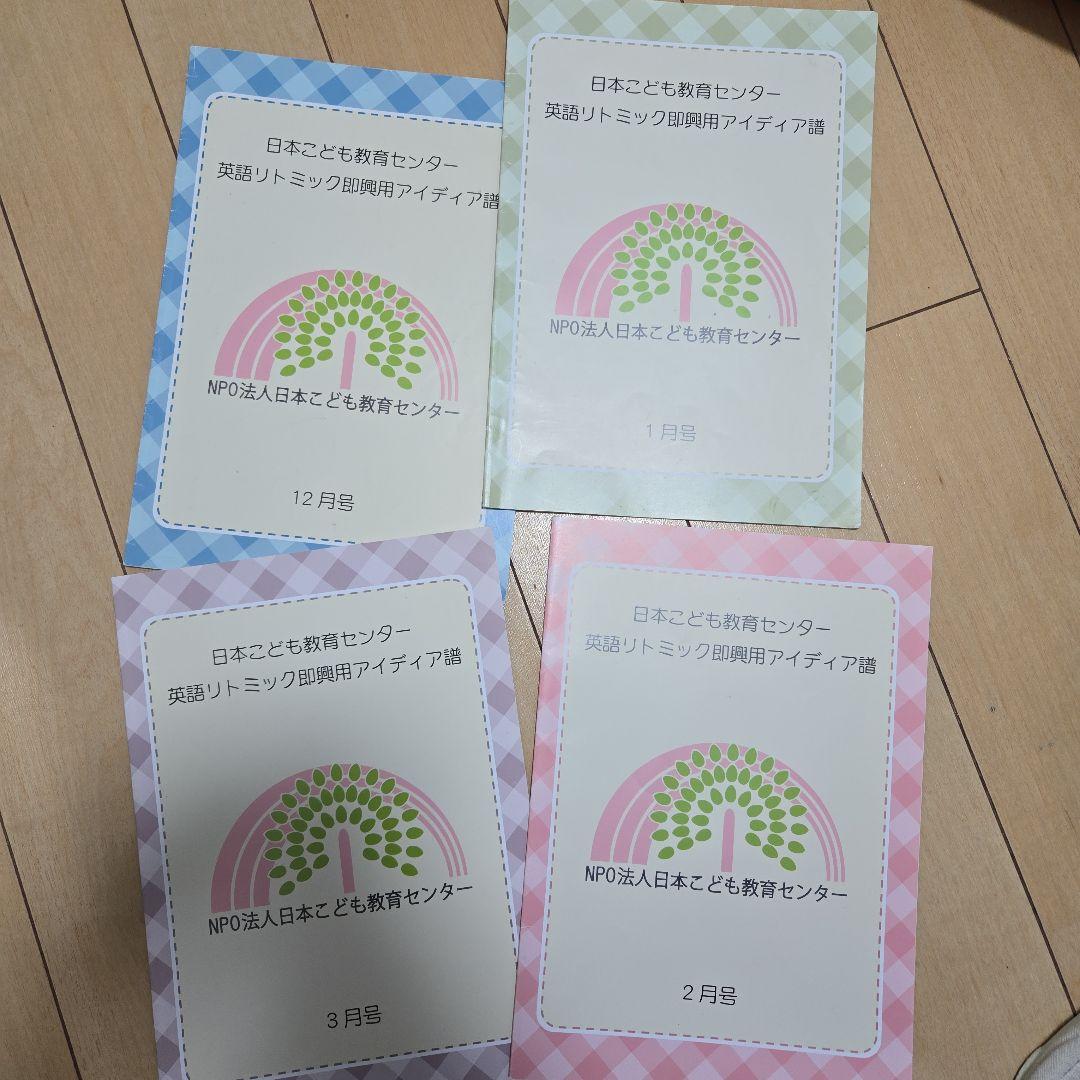 日本こども教育センター
英語リトミック即興用アイディア譜
NPO法人日本こども教育センター
12月号
日本こども教育センター
英語リトミック即興用アイディア譜
NPO法人日本こども教育センター
1月号
日本こども教育センター
英語リトミック即興用アイディア譜
NPO法人日本こども教育センター
3月号
日本こども教育センター
英語リトミック即興用アイディア譜
NPO法人日本こども教育センター
2月号